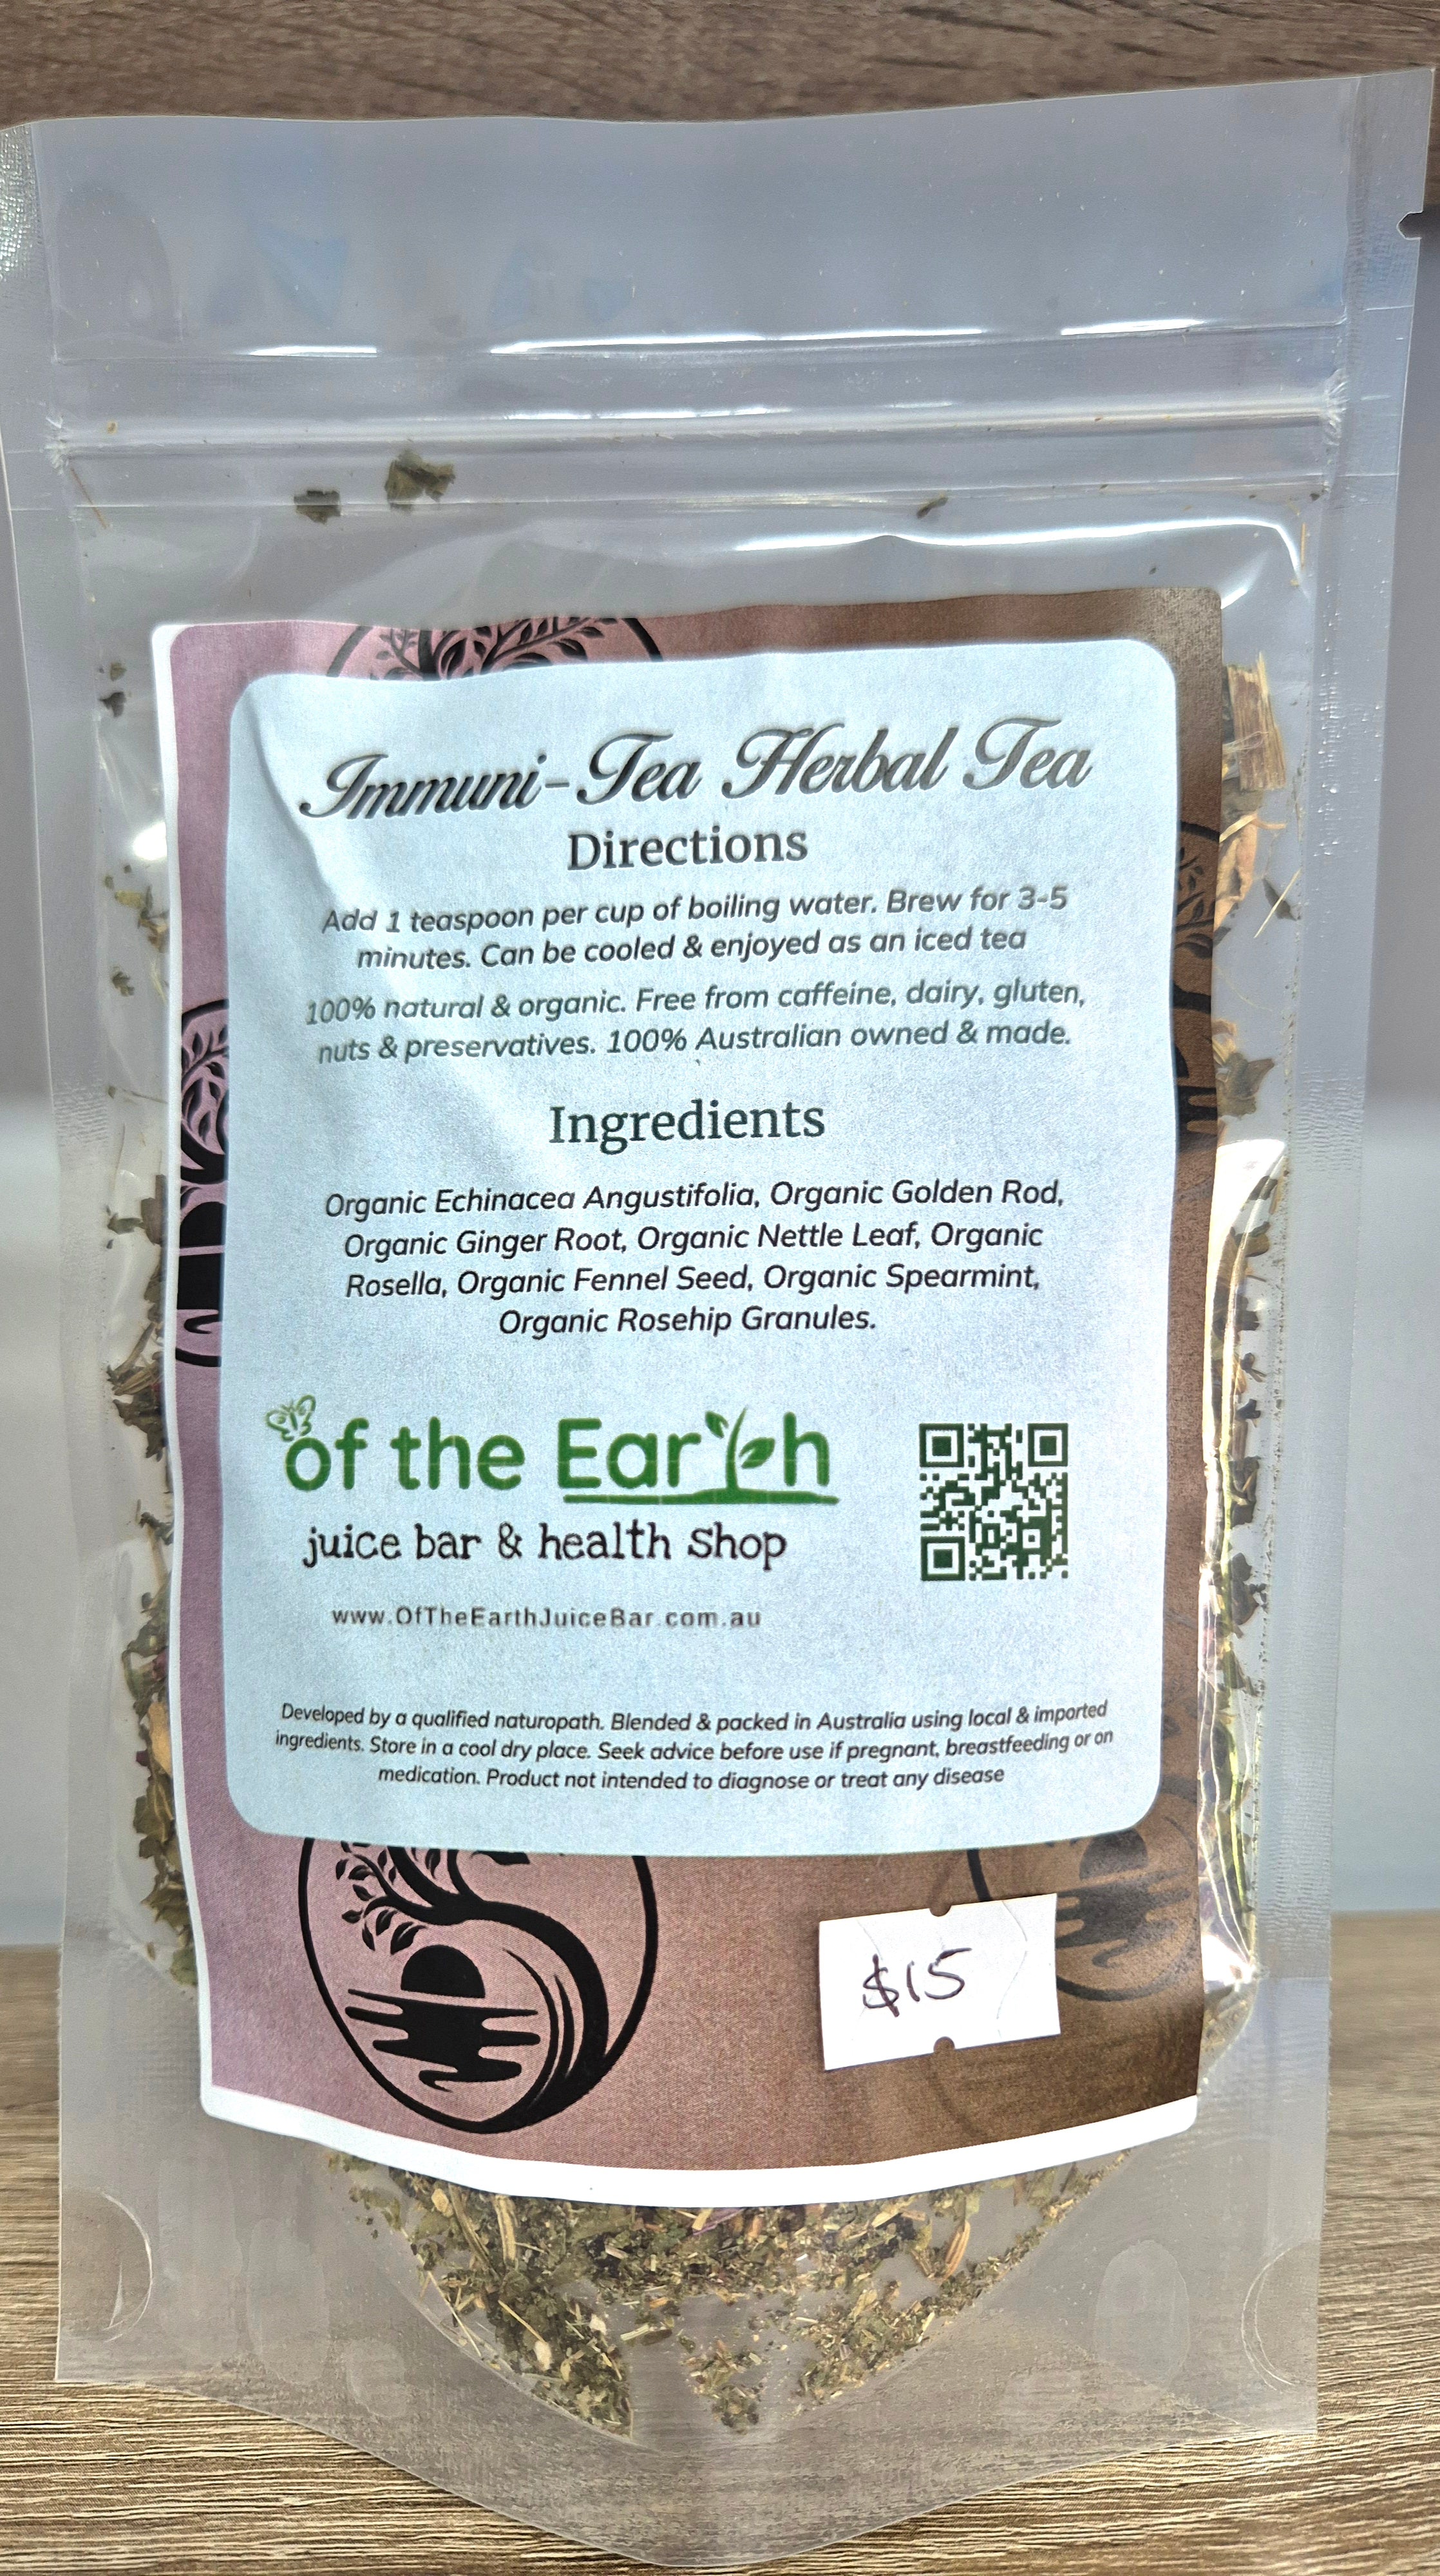 Immuni-Tea Herbal Tea
Directions
Add 1 teaspoon per cup of boiling water. Brew for 3-5
minutes. Can be cooled & enjoyed as an iced tea
100% natural & organic. Free from caffeine, dairy, gluten,
nuts & preservatives. 100% Australian owned & made.
Ingredients
Organic Echinacea Angustifolia, Organic Golden Rod,
Organic Ginger Root, Organic Nettle Leaf, Organic
Rosella, Organic Fennel Seed, Organic Spearmint,
Organic Rosehip Granules.
of the Earth
juice bar & health shop
www.OfTheEarthJuiceBar.com.au
Developed by a qualified naturopath. Blended & packed in Australia using local & imported
ingredients. Store in a cool dry place. Seek advice before use if pregnant, breastfeeding or on
medication. Product not intended to diagnose or treat any disease
$15